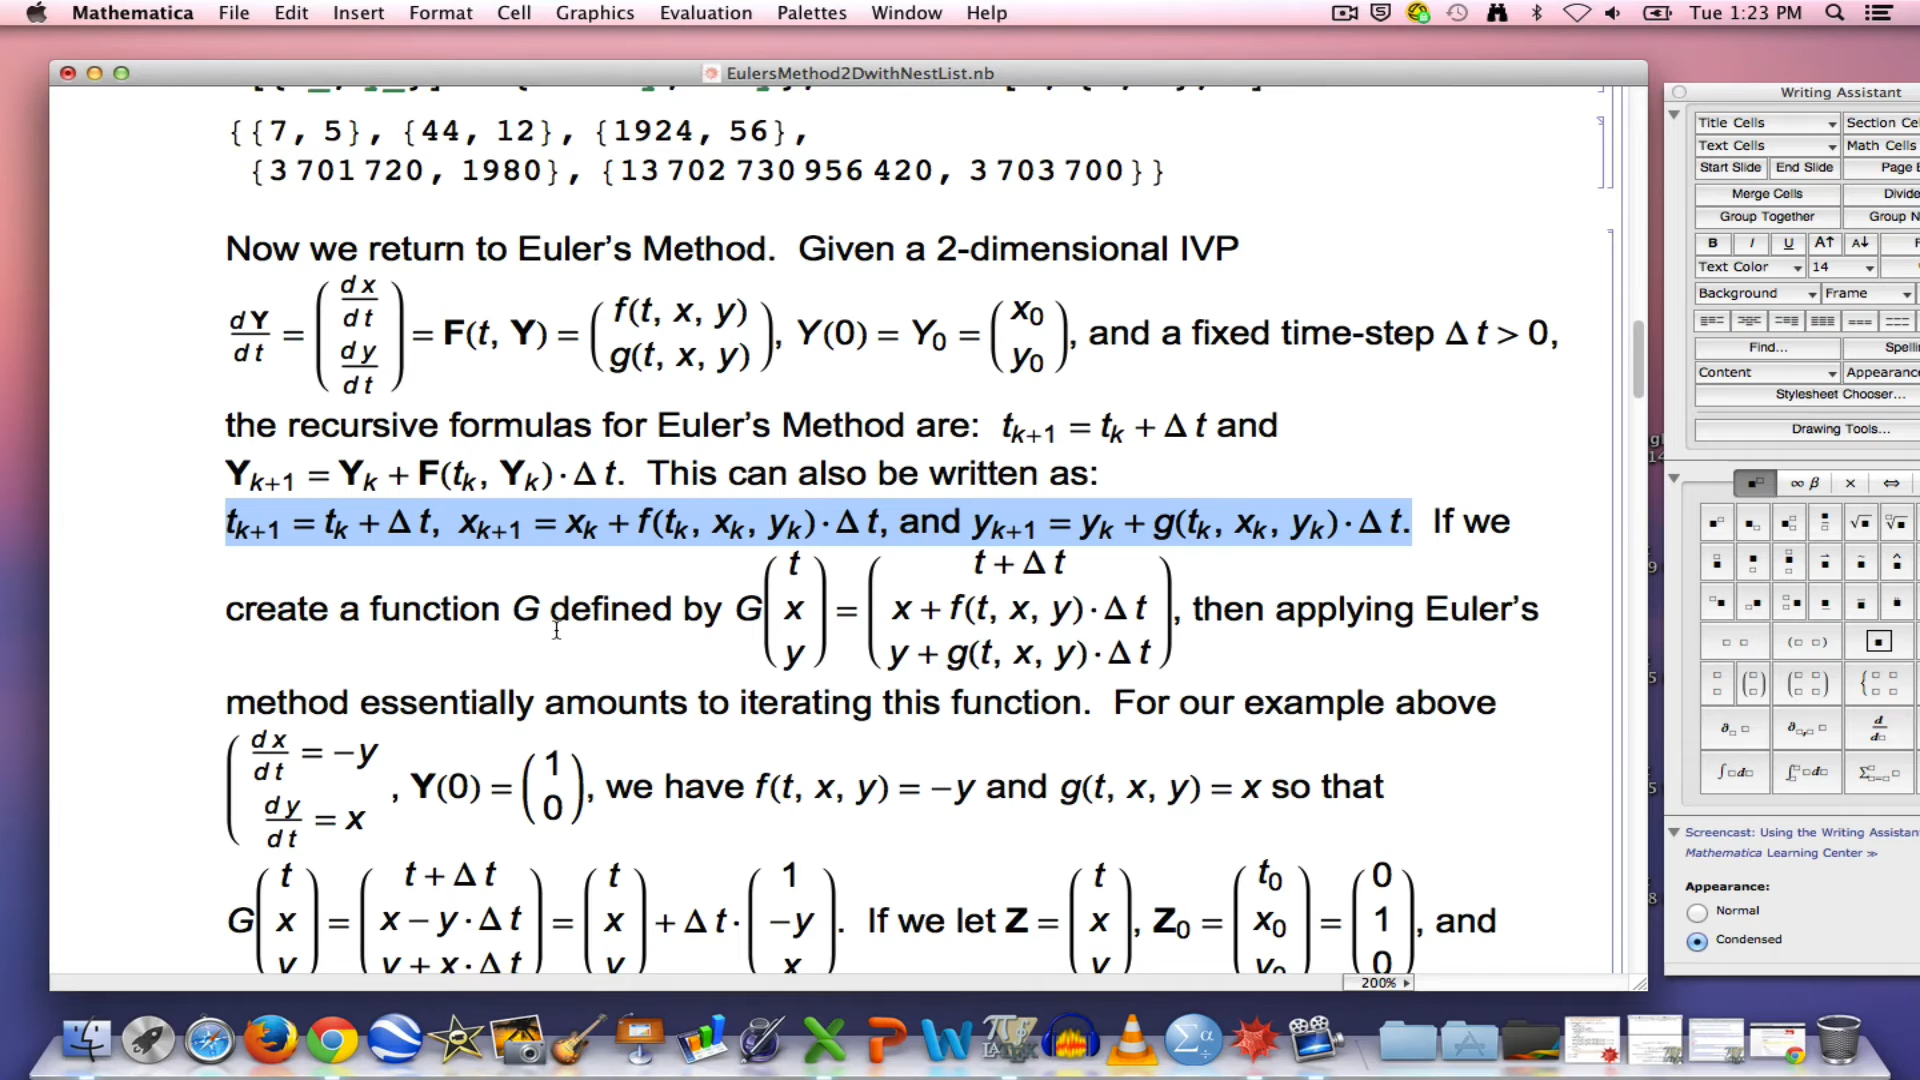 Mathematica File Edit Insert Format Cell Graphics Evaluation Palettes Window Help Tue 1:23 PM
EulersMethod2DwithNestList.nb
{{7, 5}, {44, 12}, {1924, 56},
{3 701 720, 1980}, {13 702 730 956 420, 3 703 700}}
Now we return to Euler's Method. Given a 2-dimensional IVP
dY/dt = (dx/dt dy/dt) = F(t, Y) = (f(t, x, y) g(t, x, y)), Y(0) = Y₀ = (x₀ y₀), and a fixed time-step Δt > 0,
the recursive formulas for Euler's Method are: tₖ₊₁ = tₖ + Δt and
Yₖ₊₁ = Yₖ + F(tₖ, Yₖ)·Δt. This can also be written as:
tₖ₊₁ = tₖ + Δt, xₖ₊₁ = xₖ + f(tₖ, xₖ, yₖ)·Δt, and yₖ₊₁ = yₖ + g(tₖ, xₖ, yₖ)·Δt. If we
create a function G defined by G(t x y) = (t + Δt x + f(t, x, y)·Δt y + g(t, x, y)·Δt), then applying Euler's
method essentially amounts to iterating this function. For our example above
(dx/dt = −y dy/dt = x, Y(0) = (1 0), we have f(t, x, y) = −y and g(t, x, y) = x so that
G(t x y) = (t + Δt x − y·Δt y + x·Δt) = (t x y) + Δt·(1 −y x). If we let Z = (t x y), Z₀ = (t₀ x₀ y₀) = (0 1 0), and
200%
Writing Assistant
Title Cells Section Cel
Text Cells Math Cells
Start Slide End Slide Page B
Merge Cells Divide
Group Together Group N
B I U A↑ A↓
Text Color 14
Background Frame
Find... Spelli
Content Appearance
Stylesheet Chooser...
Drawing Tools...
∞ β × ⇔
Screencast: Using the Writing Assistan
Mathematica Learning Center »
Appearance:
Normal
Condensed